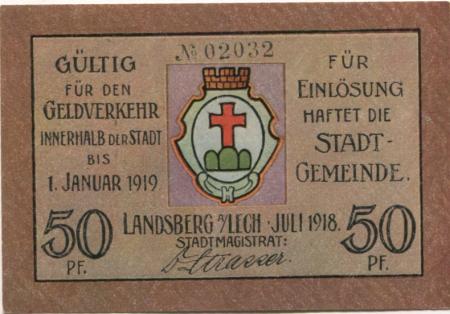 № 02032
GÜLTIG
FÜR DEN
GELDVERKEHR
INNERHALB DER STADT
BIS
1. JANUAR 1919
FÜR
EINLÖSUNG
HAFTET DIE
STADT-
GEMEINDE.
50
PF.
LANDSBERG A/LECH · JULI 1918.
STADTMAGISTRAT:
Strasser.
50
PF.